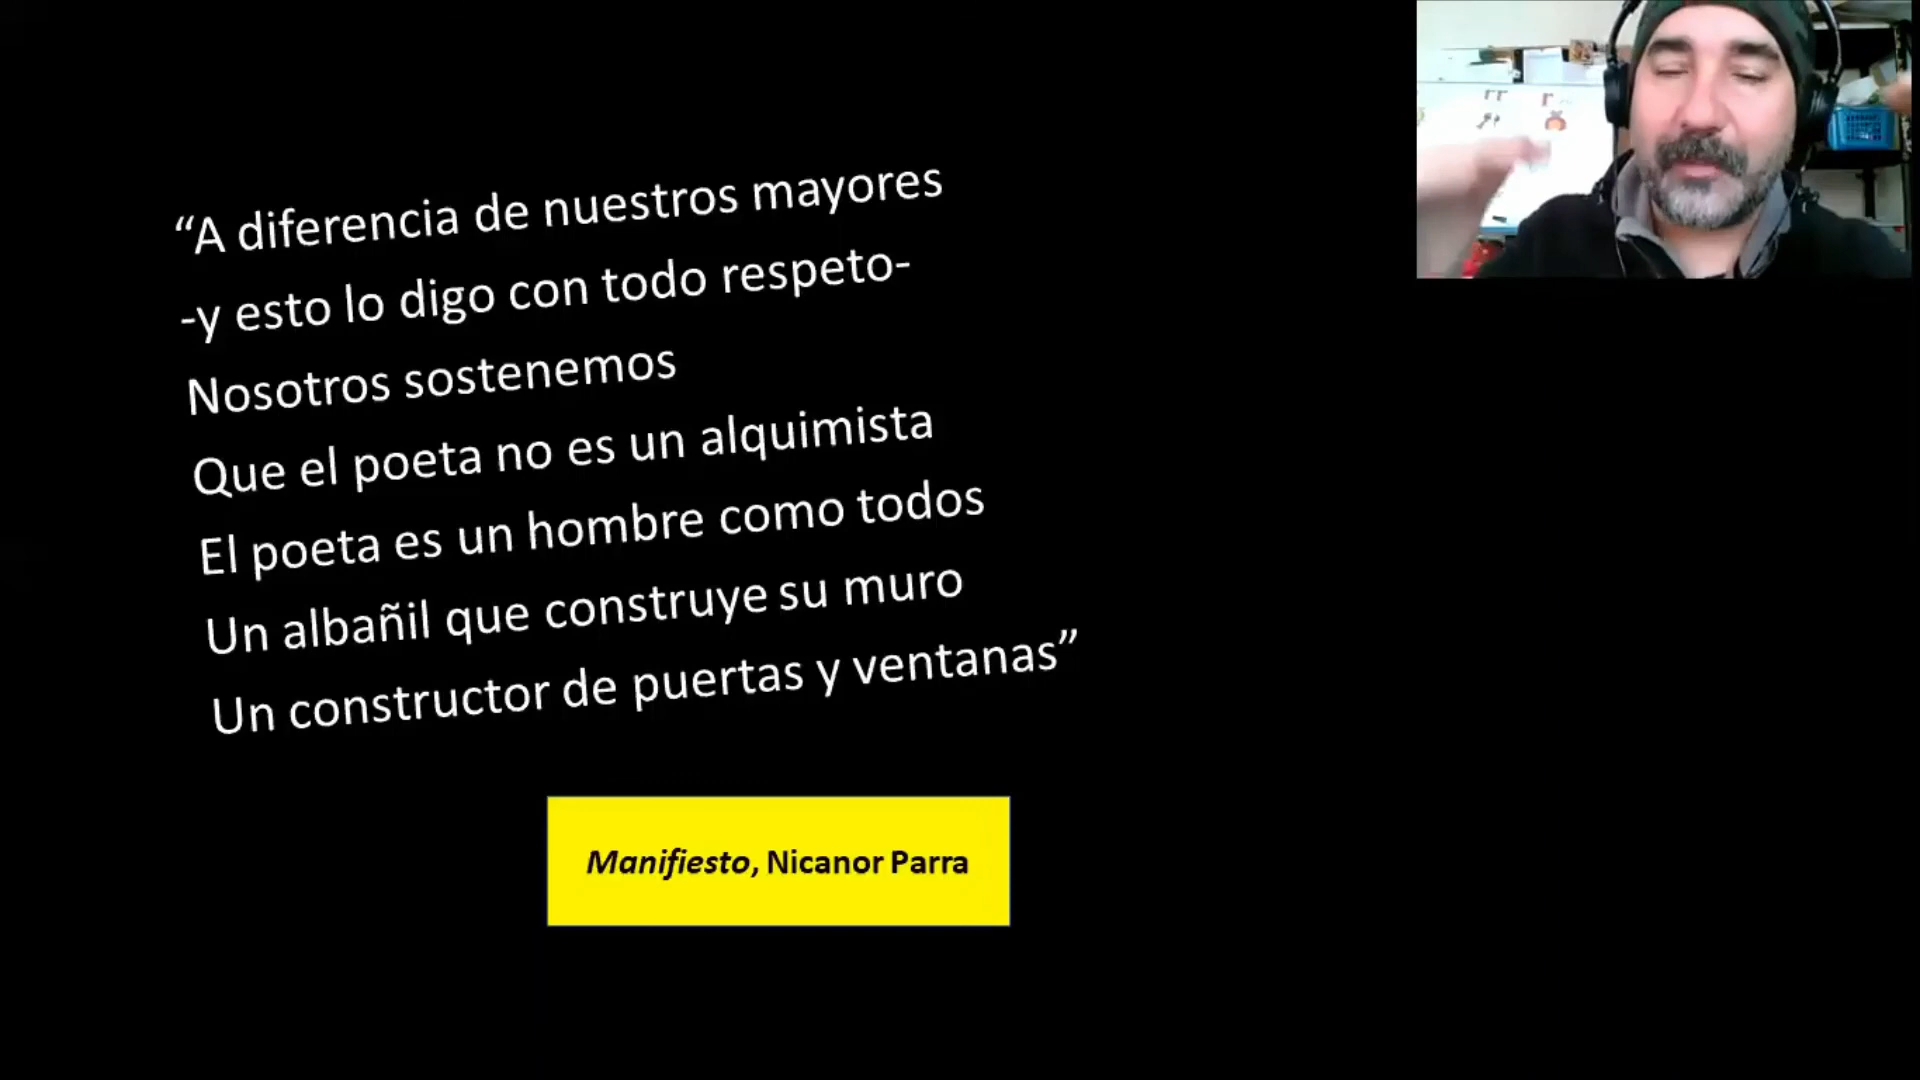 “A diferencia de nuestros mayores
-y esto lo digo con todo respeto-
Nosotros sostenemos
Que el poeta no es un alquimista
El poeta es un hombre como todos
Un albañil que construye su muro
Un constructor de puertas y ventanas”
Manifiesto, Nicanor Parra
rr r